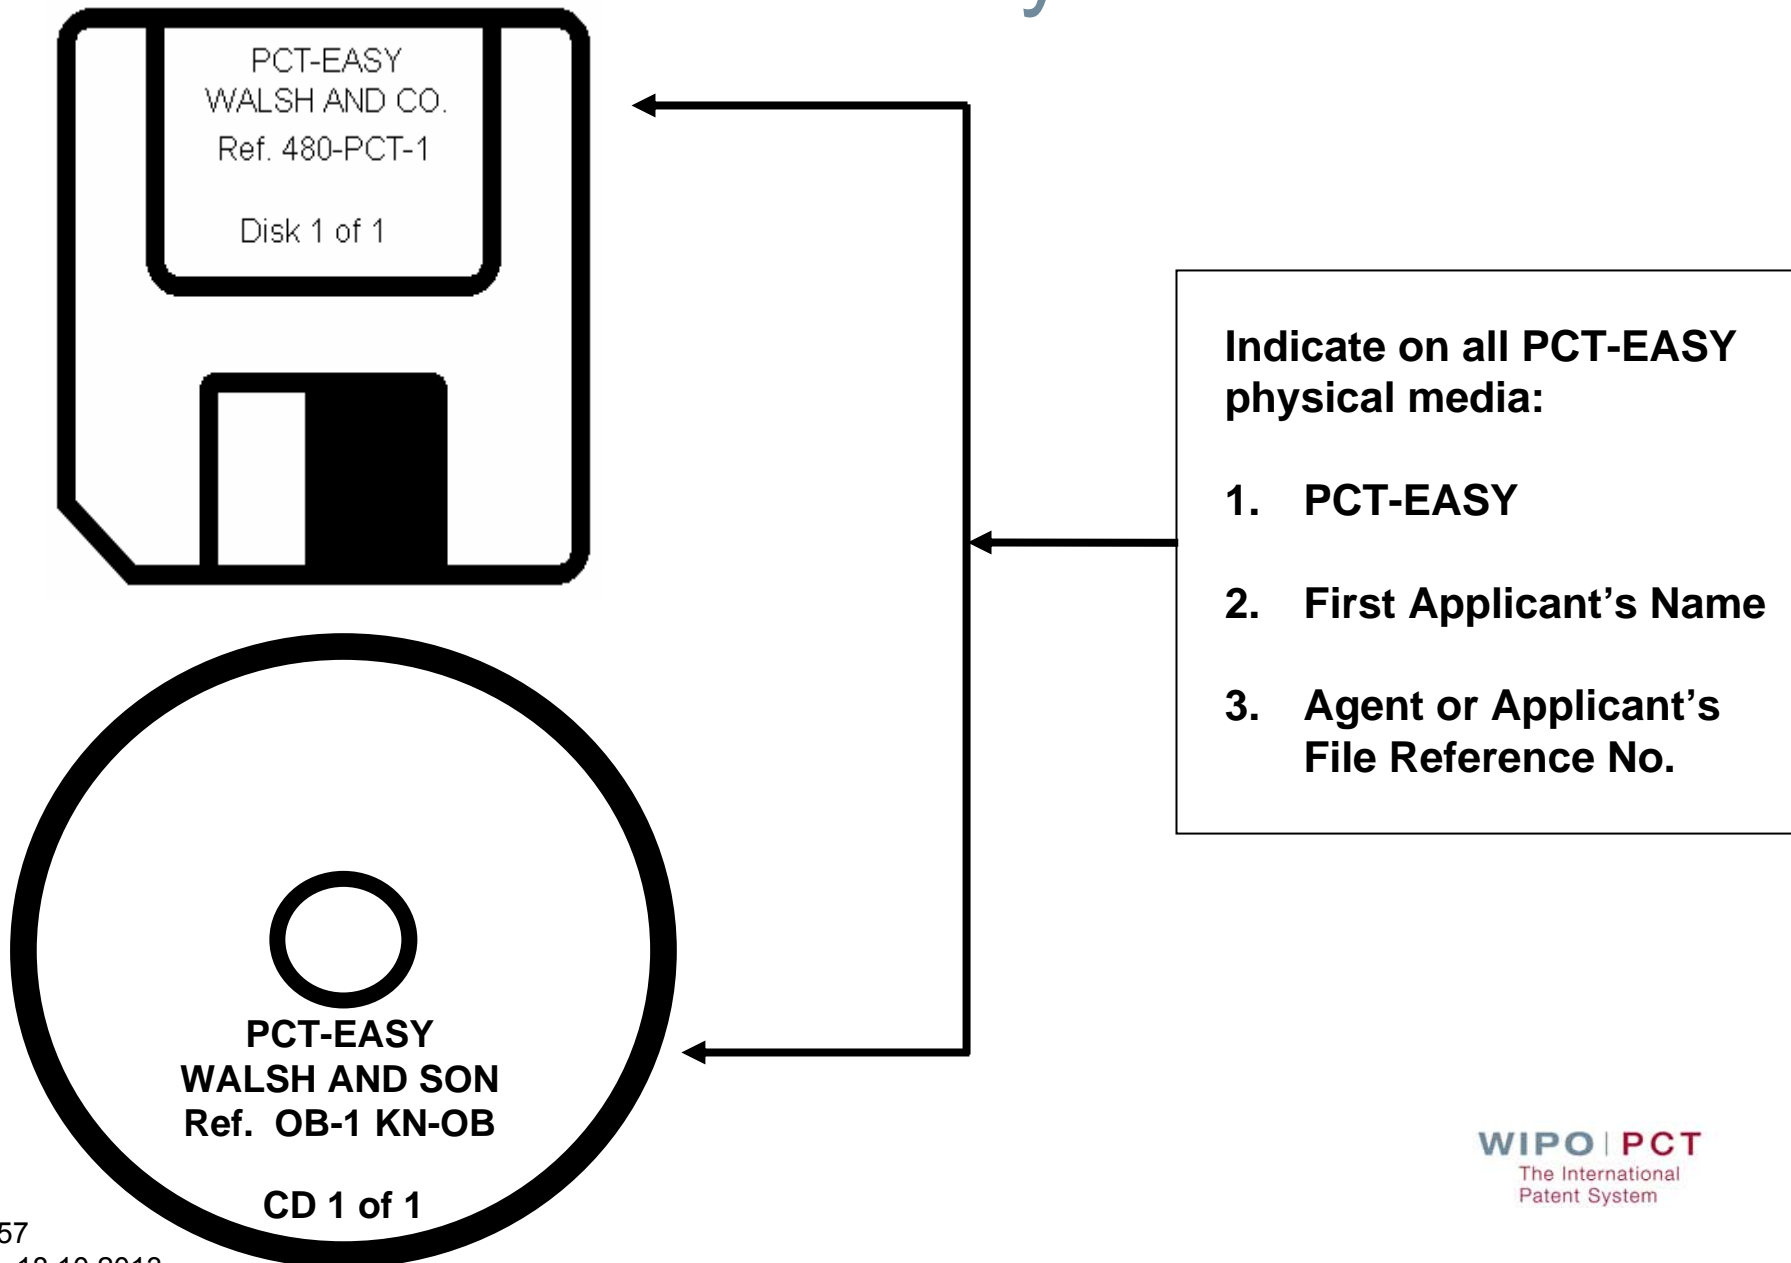 PCT-EASY
WALSH AND CO.
Ref. 480-PCT-1
Disk 1 of 1
Indicate on all PCT-EASY
physical media:
1. PCT-EASY
2. First Applicant’s Name
3. Agent or Applicant’s
File Reference No.
PCT-EASY
WALSH AND SON
Ref. OB-1 KN-OB
CD 1 of 1
WIPO | PCT
The International
Patent System
57